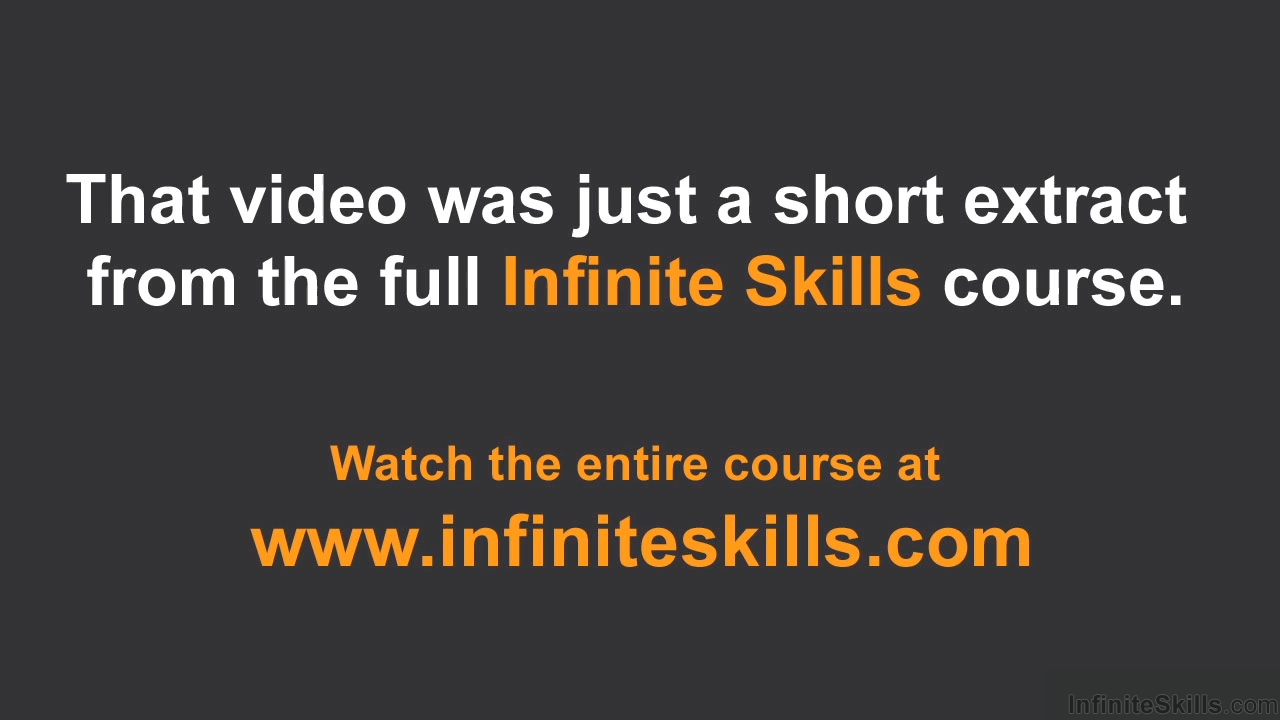 That video was just a short extract
from the full Infinite Skills course.
Watch the entire course at
www.infiniteskills.com
InfiniteSkills.com